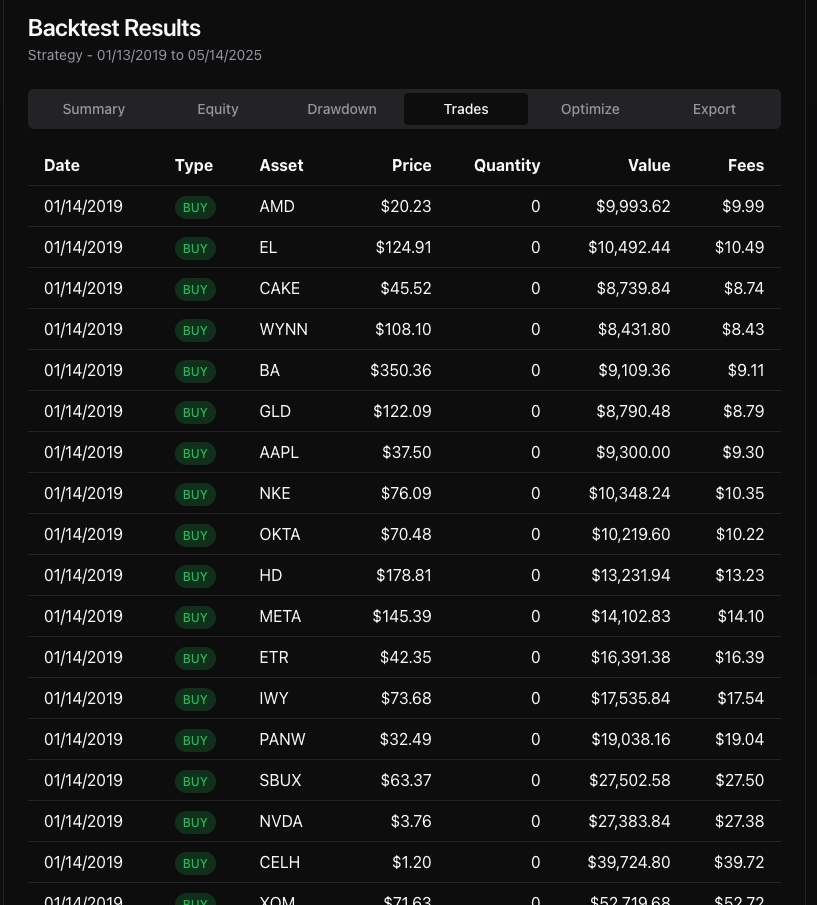 Backtest Results
Strategy - 01/13/2019 to 05/14/2025
Summary Equity Drawdown Trades Optimize Export
Date Type Asset Price Quantity Value Fees
01/14/2019 BUY AMD $20.23 0 $9,993.62 $9.99
01/14/2019 BUY EL $124.91 0 $10,492.44 $10.49
01/14/2019 BUY CAKE $45.52 0 $8,739.84 $8.74
01/14/2019 BUY WYNN $108.10 0 $8,431.80 $8.43
01/14/2019 BUY BA $350.36 0 $9,109.36 $9.11
01/14/2019 BUY GLD $122.09 0 $8,790.48 $8.79
01/14/2019 BUY AAPL $37.50 0 $9,300.00 $9.30
01/14/2019 BUY NKE $76.09 0 $10,348.24 $10.35
01/14/2019 BUY OKTA $70.48 0 $10,219.60 $10.22
01/14/2019 BUY HD $178.81 0 $13,231.94 $13.23
01/14/2019 BUY META $145.39 0 $14,102.83 $14.10
01/14/2019 BUY ETR $42.35 0 $16,391.38 $16.39
01/14/2019 BUY IWY $73.68 0 $17,535.84 $17.54
01/14/2019 BUY PANW $32.49 0 $19,038.16 $19.04
01/14/2019 BUY SBUX $63.37 0 $27,502.58 $27.50
01/14/2019 BUY NVDA $3.76 0 $27,383.84 $27.38
01/14/2019 BUY CELH $1.20 0 $39,724.80 $39.72
01/14/2019 BUY XOM $71.63 0 $52,719.68 $52.72